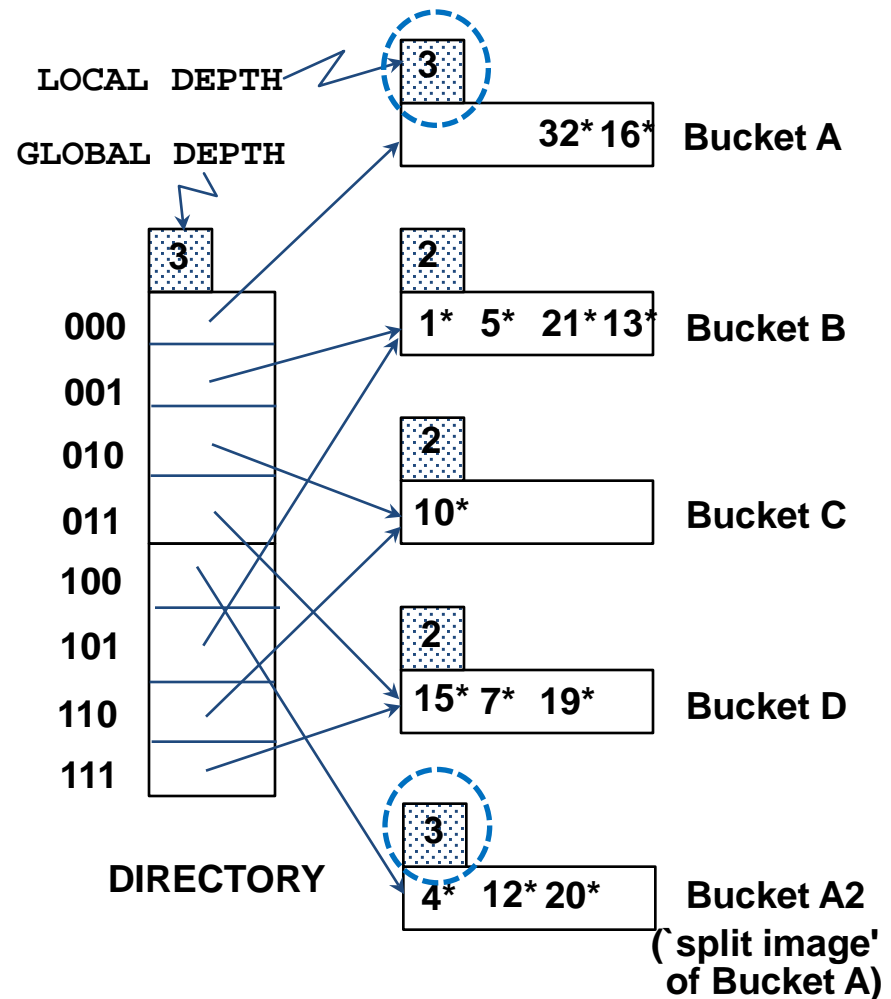 LOCAL DEPTH
3
32* 16*
Bucket A
GLOBAL DEPTH
3
000
001
010
011
100
101
110
111
DIRECTORY
2
1* 5* 21* 13*
Bucket B
2
10*
Bucket C
2
15* 7* 19*
Bucket D
3
4* 12* 20*
Bucket A2
(`split image'
of Bucket A)